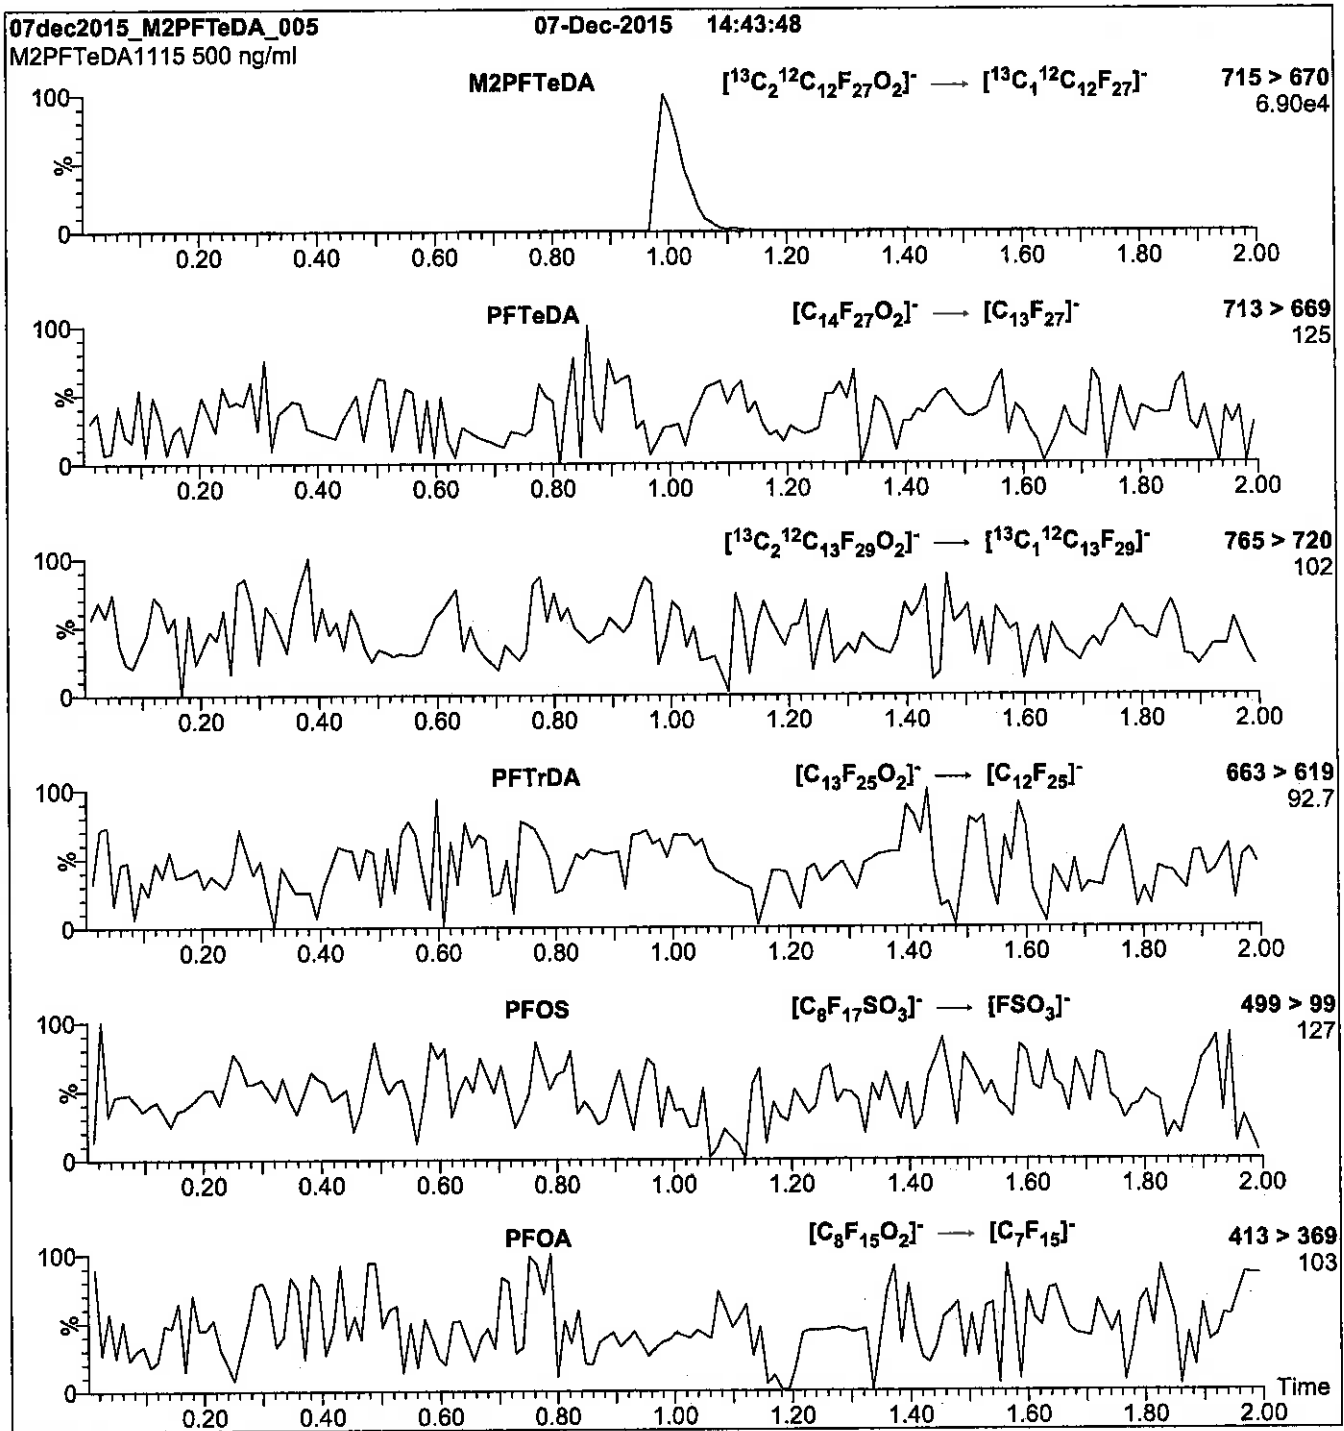 07dec2015_M2PFTeDA_005 07-Dec-2015 14:43:48
M2PFTeDA1115 500 ng/ml
M2PFTeDA [¹³C₂¹²C₁₂F₂₇O₂]⁻ → [¹³C₁¹²C₁₂F₂₇]⁻ 715 > 670
6.90e4
100
%
0
0.20 0.40 0.60 0.80 1.00 1.20 1.40 1.60 1.80 2.00
PFTeDA [C₁₄F₂₇O₂]⁻ → [C₁₃F₂₇]⁻ 713 > 669
125
100
%
0
0.20 0.40 0.60 0.80 1.00 1.20 1.40 1.60 1.80 2.00
[¹³C₂¹²C₁₃F₂₉O₂]⁻ → [¹³C₁¹²C₁₃F₂₉]⁻ 765 > 720
102
100
%
0
0.20 0.40 0.60 0.80 1.00 1.20 1.40 1.60 1.80 2.00
PFTrDA [C₁₃F₂₅O₂]⁻ → [C₁₂F₂₅]⁻ 663 > 619
92.7
100
%
0
0.20 0.40 0.60 0.80 1.00 1.20 1.40 1.60 1.80 2.00
PFOS [C₈F₁₇SO₃]⁻ → [FSO₃]⁻ 499 > 99
127
100
%
0
0.20 0.40 0.60 0.80 1.00 1.20 1.40 1.60 1.80 2.00
PFOA [C₈F₁₅O₂]⁻ → [C₇F₁₅]⁻ 413 > 369
103
100
%
0
Time
0.20 0.40 0.60 0.80 1.00 1.20 1.40 1.60 1.80 2.00